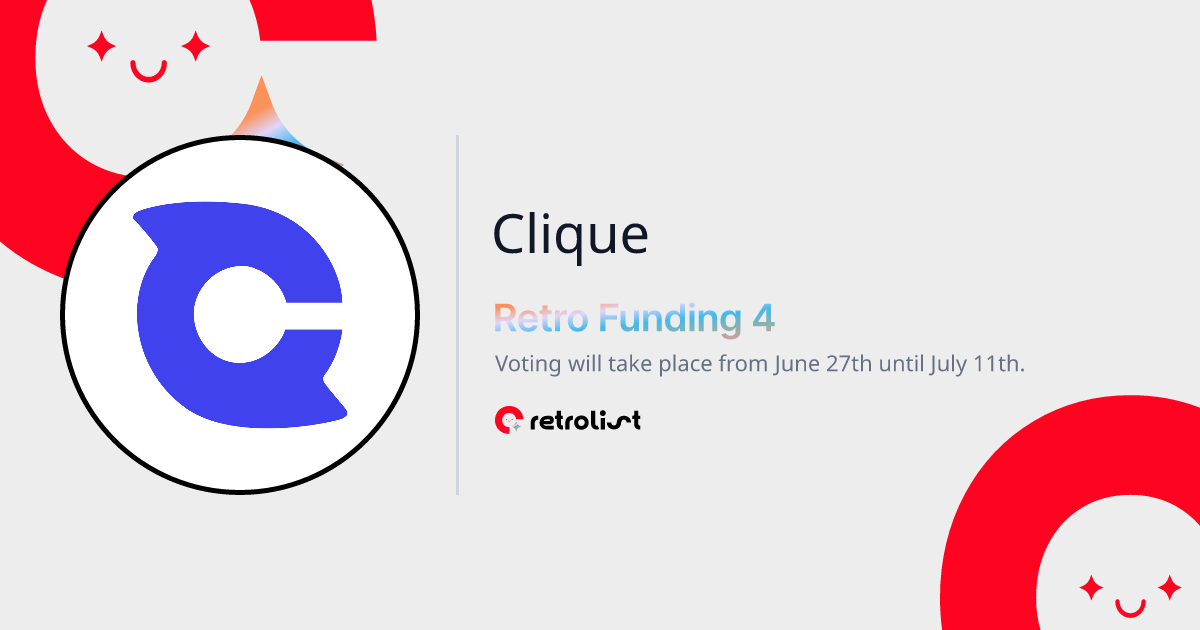 Clique
Retro Funding 4
Voting will take place from June 27th until July 11th.
retrolist